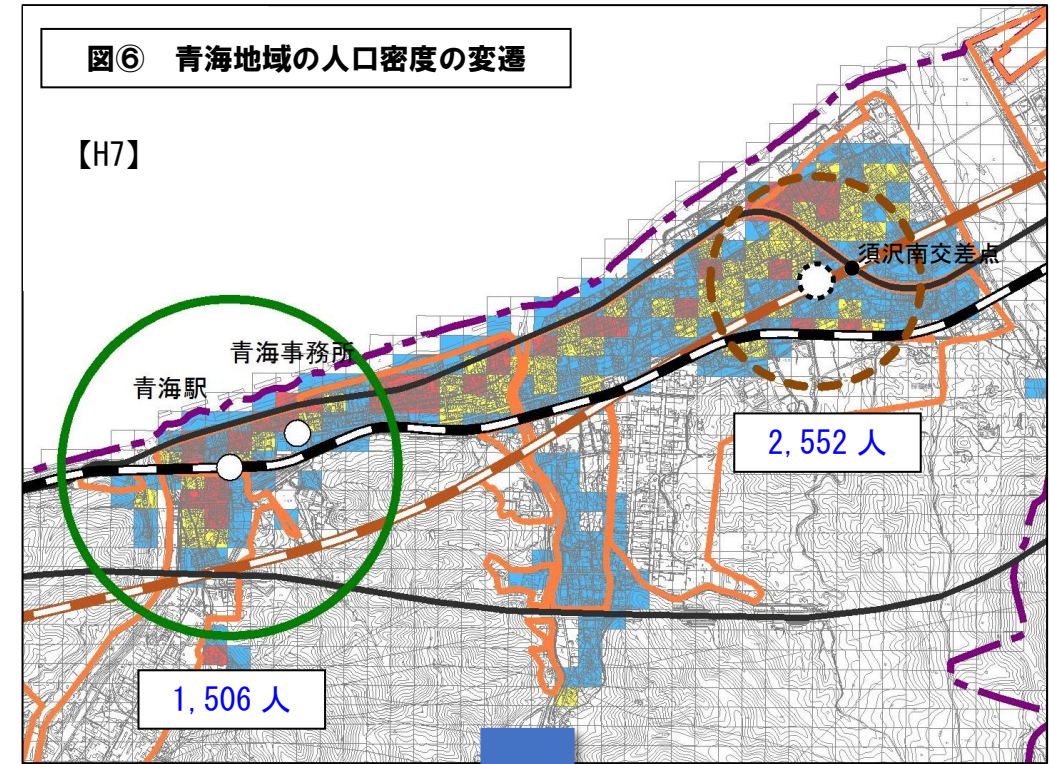 図⑥　青海地域の人口密度の変遷
【H7】
須沢南交差点
青海事務所
青海駅
2,552 人
1,506 人